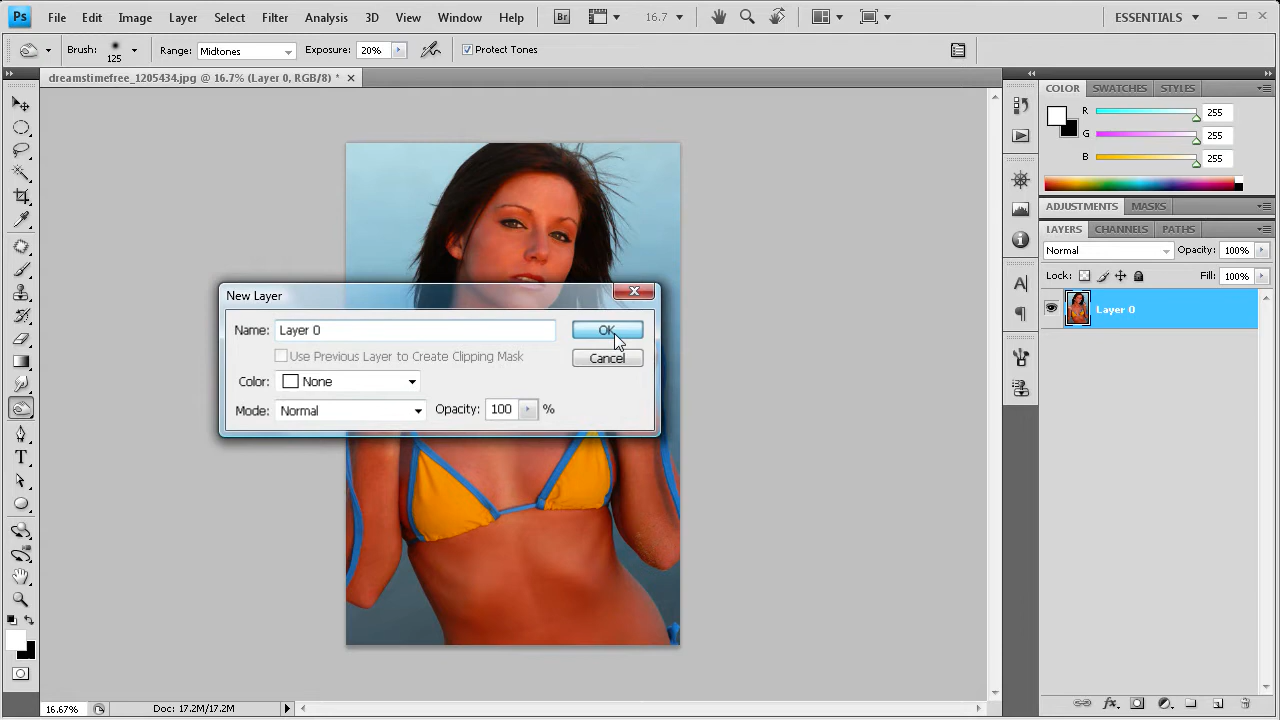 Ps File Edit Image Layer Select Filter Analysis 3D View Window Help Br 16.7 ESSENTIALS
Brush: 125 Range: Midtones Exposure: 20% Protect Tones
dreamstimefree_1205434.jpg @ 16.7% (Layer 0, RGB/8) *
COLOR SWATCHES STYLES
R 255
G 255
B 255
ADJUSTMENTS MASKS
LAYERS CHANNELS PATHS
Normal Opacity: 100%
Lock: Fill: 100%
Layer 0
New Layer
Name: Layer 0 OK
Use Previous Layer to Create Clipping Mask Cancel
Color: None
Mode: Normal Opacity: 100 %
16.67% Doc: 17.2M/17.2M